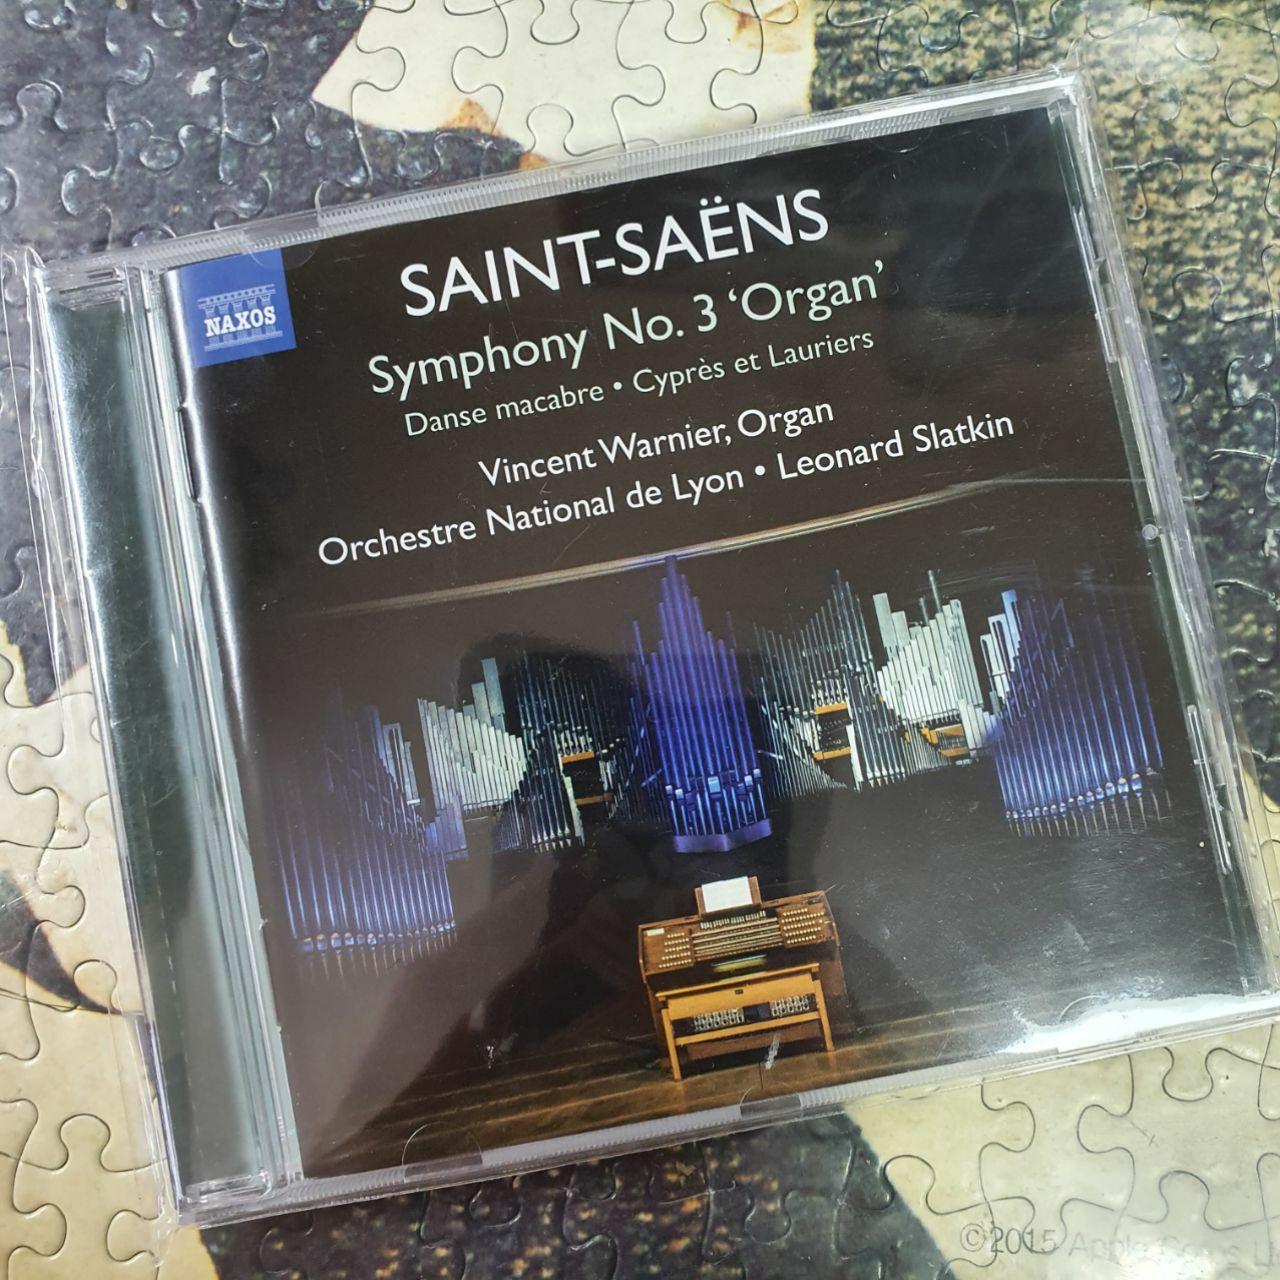 NAXOS
SAINT-SAËNS
Symphony No. 3 ‘Organ’
Danse macabre • Cyprès et Lauriers
Vincent Warnier, Organ
Orchestre National de Lyon • Leonard Slatkin
©2015 Apple